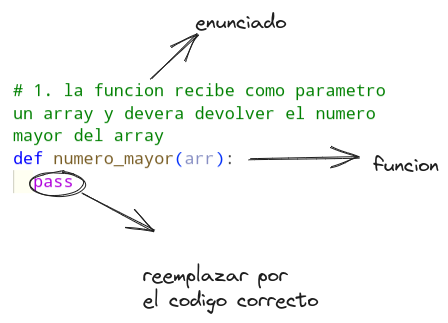 enunciado
# 1. la funcion recibe como parametro
un array y devera devolver el numero
mayor del array
def numero_mayor(arr):
funcion
pass
reemplazar por
el codigo correcto